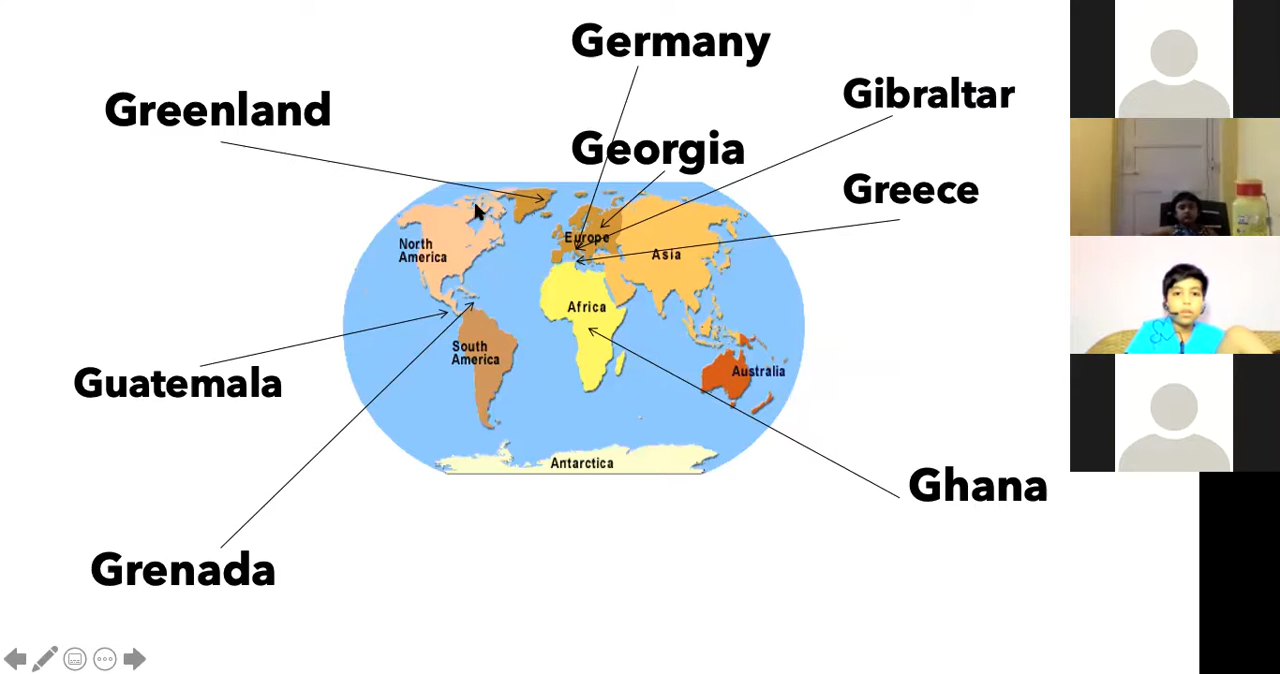 Germany
Gibraltar
Greenland
Georgia
Greece
North
America
Europe
Asia
Africa
South
America
Australia
Guatemala
Antarctica
Ghana
Grenada